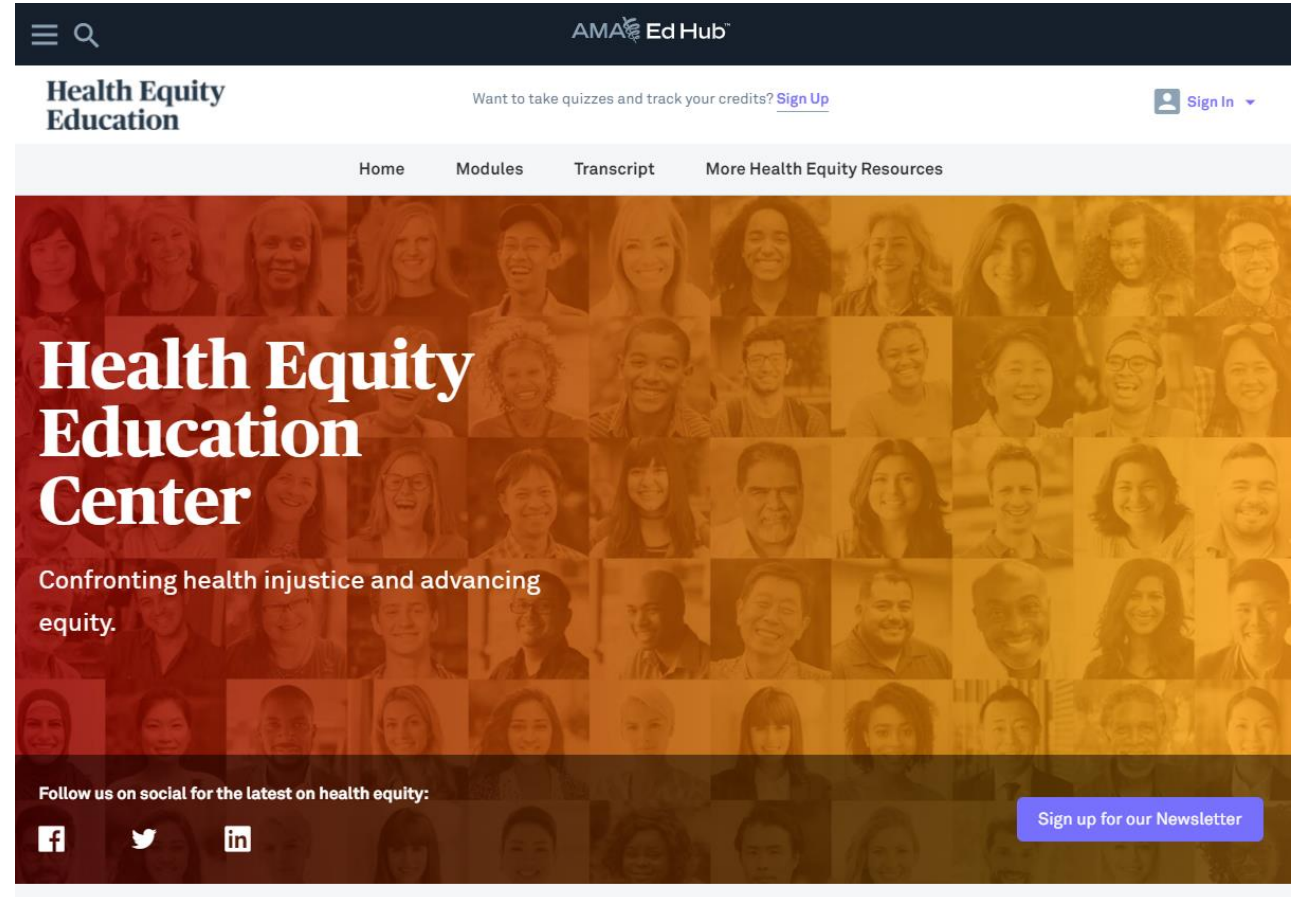 AMA Ed Hub™
Health Equity
Education
Want to take quizzes and track your credits? Sign Up
Sign In
Home Modules Transcript More Health Equity Resources
Health Equity
Education
Center
Confronting health injustice and advancing
equity.
Follow us on social for the latest on health equity:
Sign up for our Newsletter